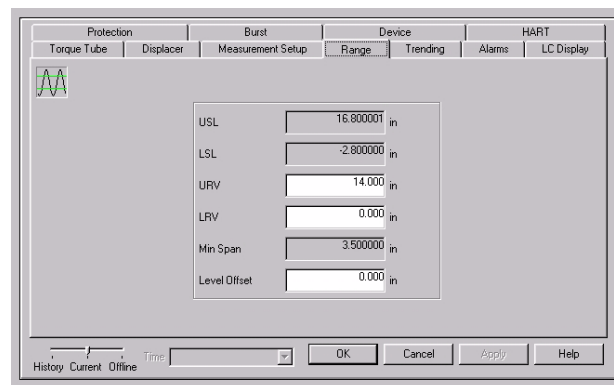 Protection Burst Device HART
Torque Tube Displacer Measurement Setup Range Trending Alarms LC Display
USL 16.800001 in
LSL -2.800000 in
URV 14.000 in
LRV 0.000 in
Min Span 3.500000 in
Level Offset 0.000 in
Time OK Cancel Apply Help
History Current Offline